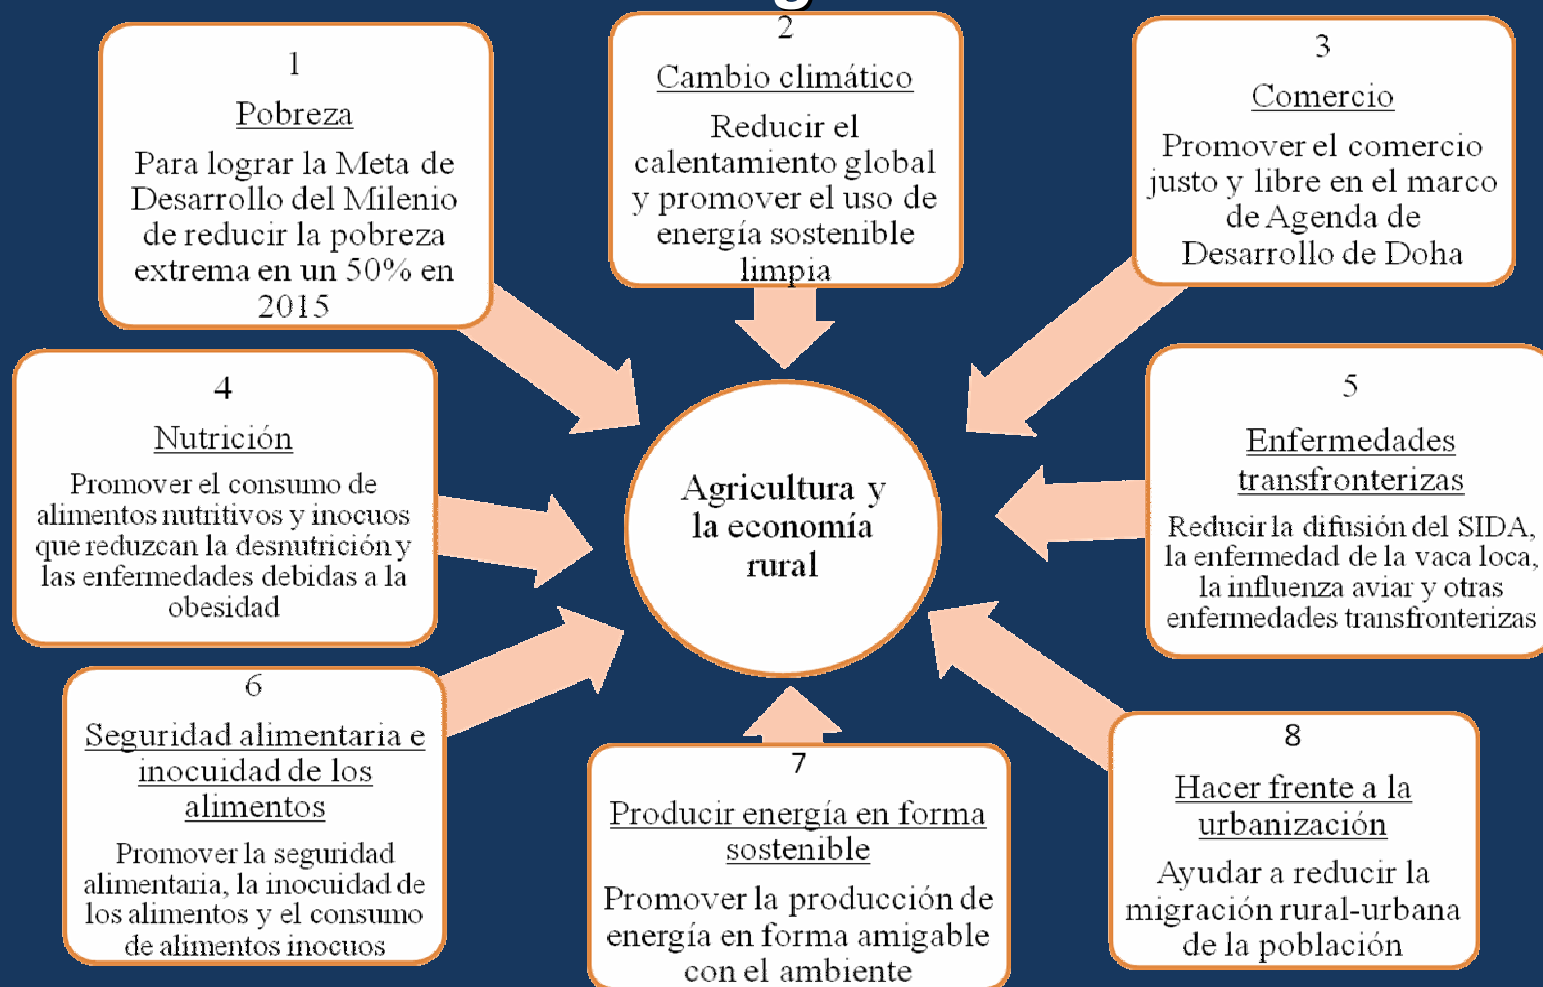 1
Pobreza
Para lograr la Meta de
Desarrollo del Milenio
de reducir la pobreza
extrema en un 50% en
2015
2
Cambio climático
Reducir el
calentamiento global
y promover el uso de
energía sostenible
limpia
3
Comercio
Promover el comercio
justo y libre en el marco
de Agenda de
Desarrollo de Doha
4
Nutrición
Promover el consumo de
alimentos nutritivos y inocuos
que reduzcan la desnutrición y
las enfermedades debidas a la
obesidad
Agricultura y
la economía
rural
5
Enfermedades
transfronterizas
Reducir la difusión del SIDA,
la enfermedad de la vaca loca,
la influenza aviar y otras
enfermedades transfronterizas
6
Seguridad alimentaria e
inocuidad de los
alimentos
Promover la seguridad
alimentaria, la inocuidad de
los alimentos y el consumo
de alimentos inocuos
7
Producir energía en forma
sostenible
Promover la producción de
energía en forma amigable
con el ambiente
8
Hacer frente a la
urbanización
Ayudar a reducir la
migración rural-urbana
de la población